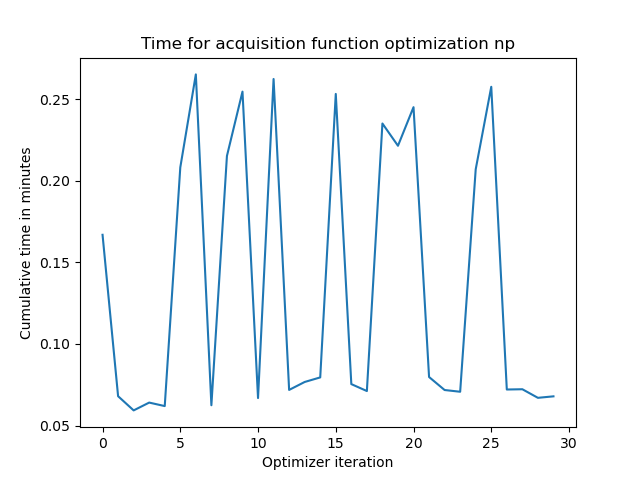 Time for acquisition function optimization np
Cumulative time in minutes
0.25
0.20
0.15
0.10
0.05
0 5 10 15 20 25 30
Optimizer iteration